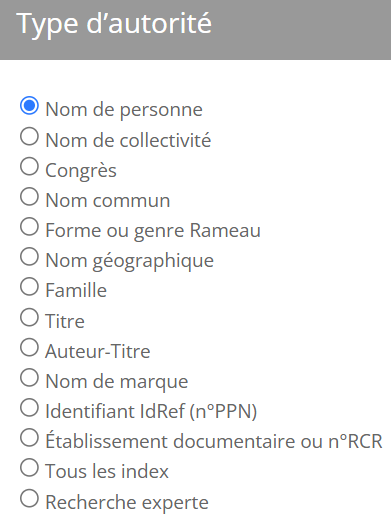 Type d’autorité
Nom de personne
Nom de collectivité
Congrès
Nom commun
Forme ou genre Rameau
Nom géographique
Famille
Titre
Auteur-Titre
Nom de marque
Identifiant IdRef (n°PPN)
Établissement documentaire ou n°RCR
Tous les index
Recherche experte